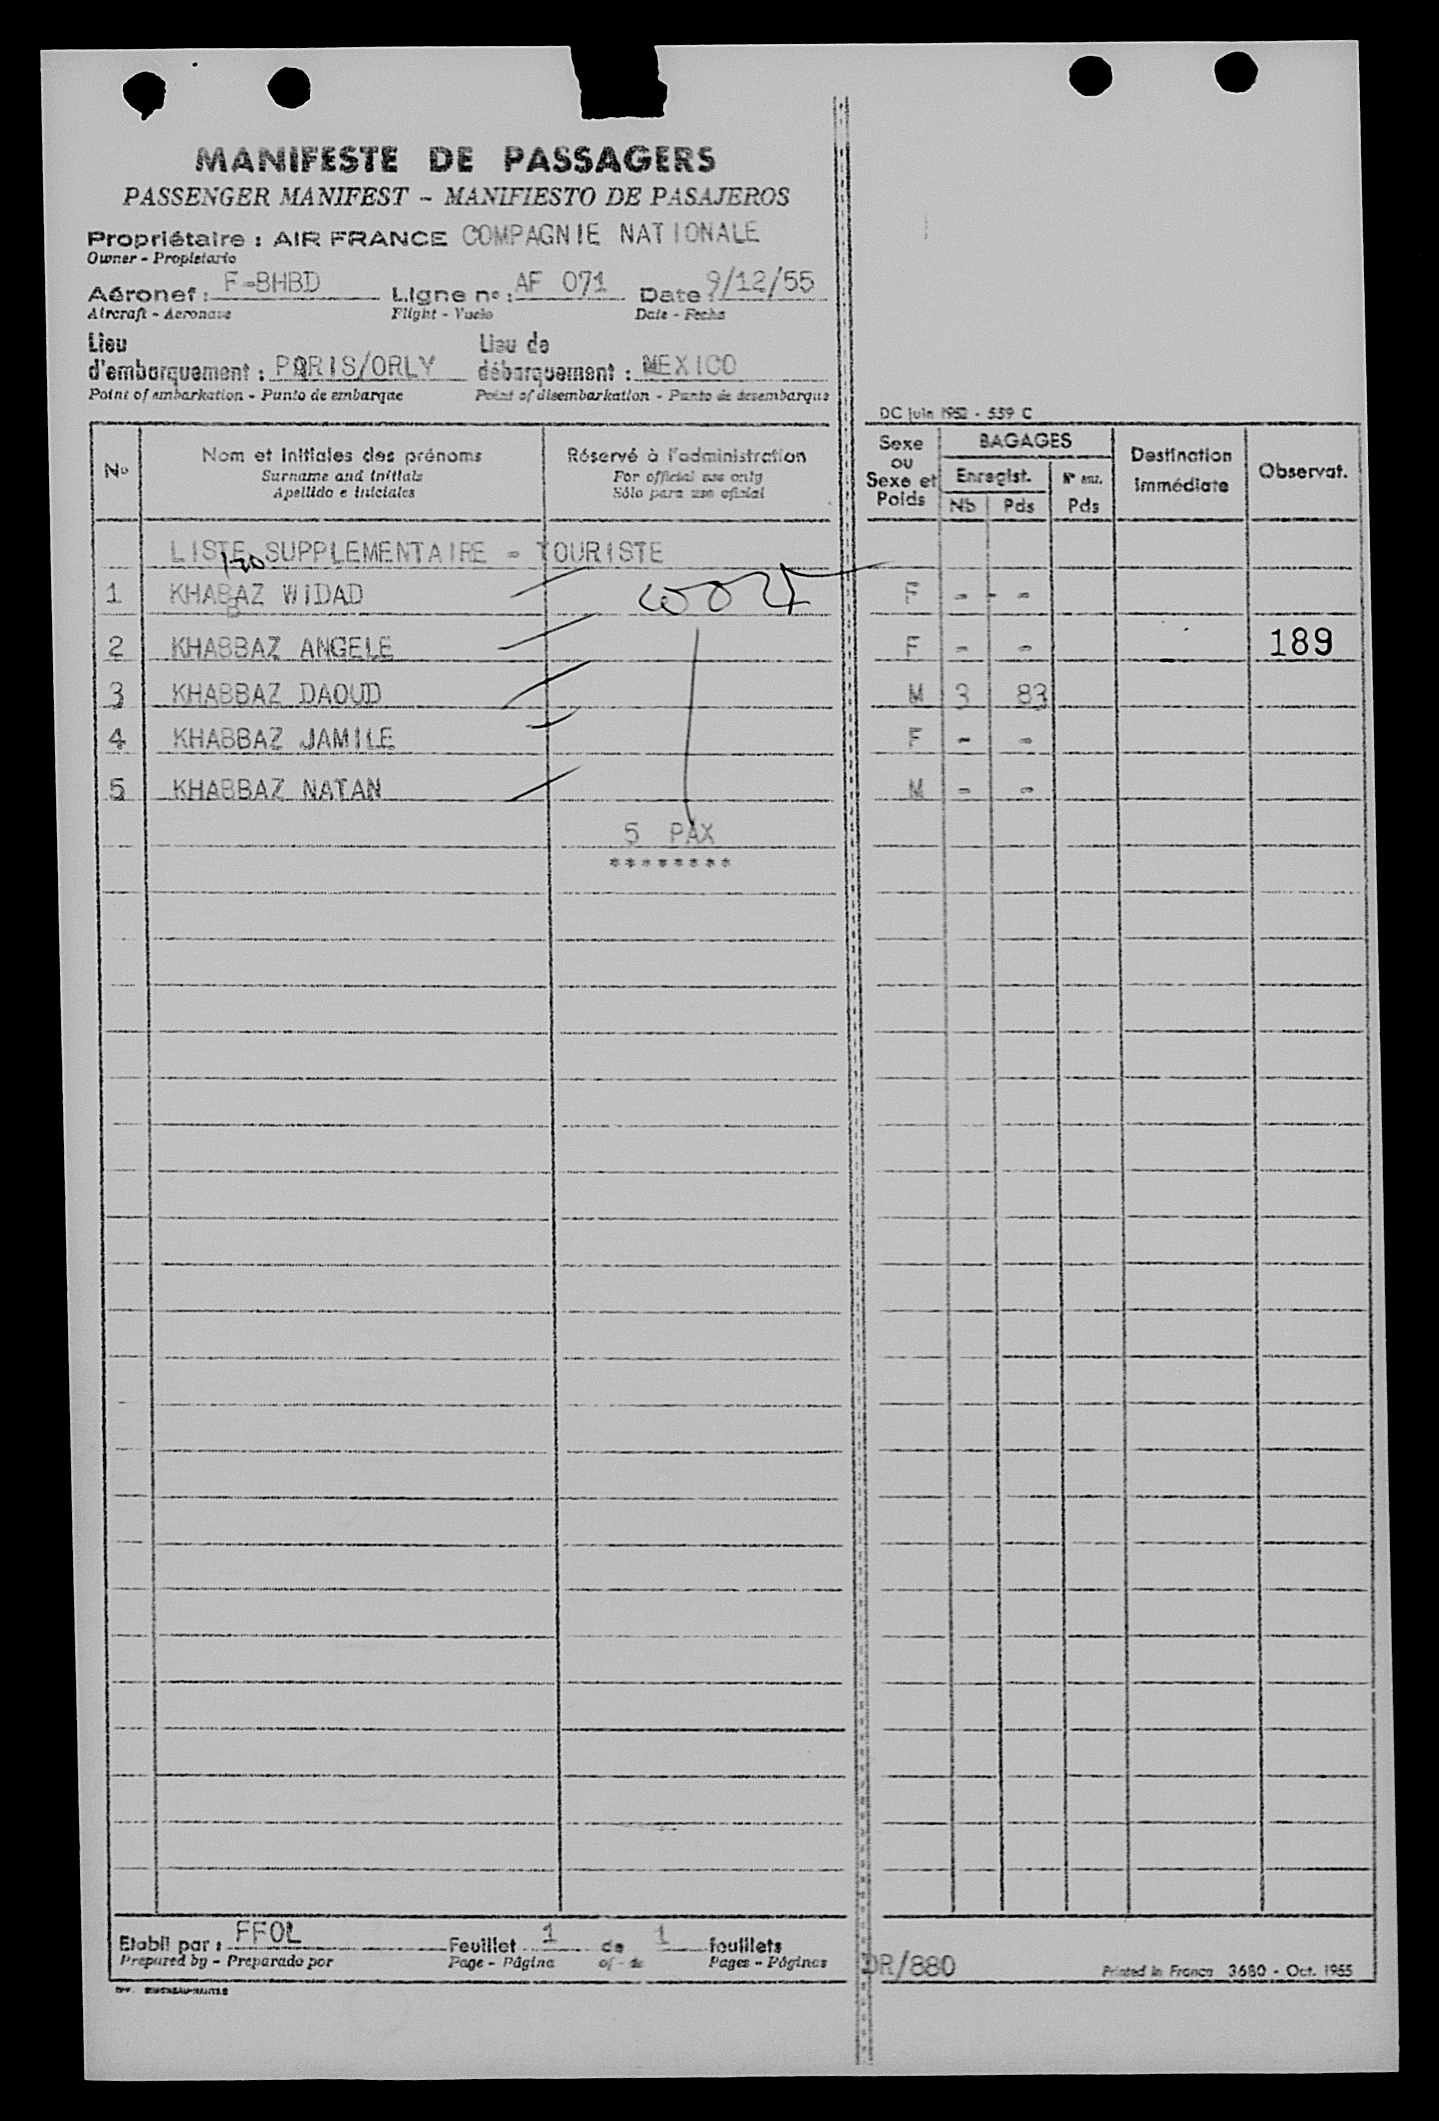 MANIFESTE DE PASSAGERS
PASSENGER MANIFEST - MANIFIESTO DE PASAJEROS
Propriétaire : AIR FRANCE COMPAGNIE NATIONALE
Owner - Propietario
Aéronef : F-BHBD Ligne nº : AF 071 Date : 9/12/55
Aircraft - Aeronave Flight - Vuelo Date - Fecha
Lieu d'embarquement : PARIS/ORLY Lieu de débarquement : MEXICO
Point of embarkation - Punto de embarque Point of disembarkation - Punto de desembarque
DC juin 1952 - 559 C
Nº Nom et initiales des prénoms Réservé à l'administration Sexe ou Sexe et Poids BAGAGES Destination immédiate Observat.
Surname and initials For official use only Enregist.
Apellido e iniciales Sólo para uso oficial Nb Pds Pds
LISTE SUPPLEMENTAIRE - TOURISTE
1 KHABAZ WIDAD F - - -
B
2 KHABBAZ ANGELE F - - 189
3 KHABBAZ DAOUD M 3 83
4 KHABBAZ JAMILE F - -
5 KHABBAZ NATAN M - -
5 PAX
********
Etabli par : FFOL Feuillet 1 de 1 feuillets
Prepared by - Preparado por Page - Página of - de Pages - Páginas
DR/880 Printed in France 3680 - Oct. 1955